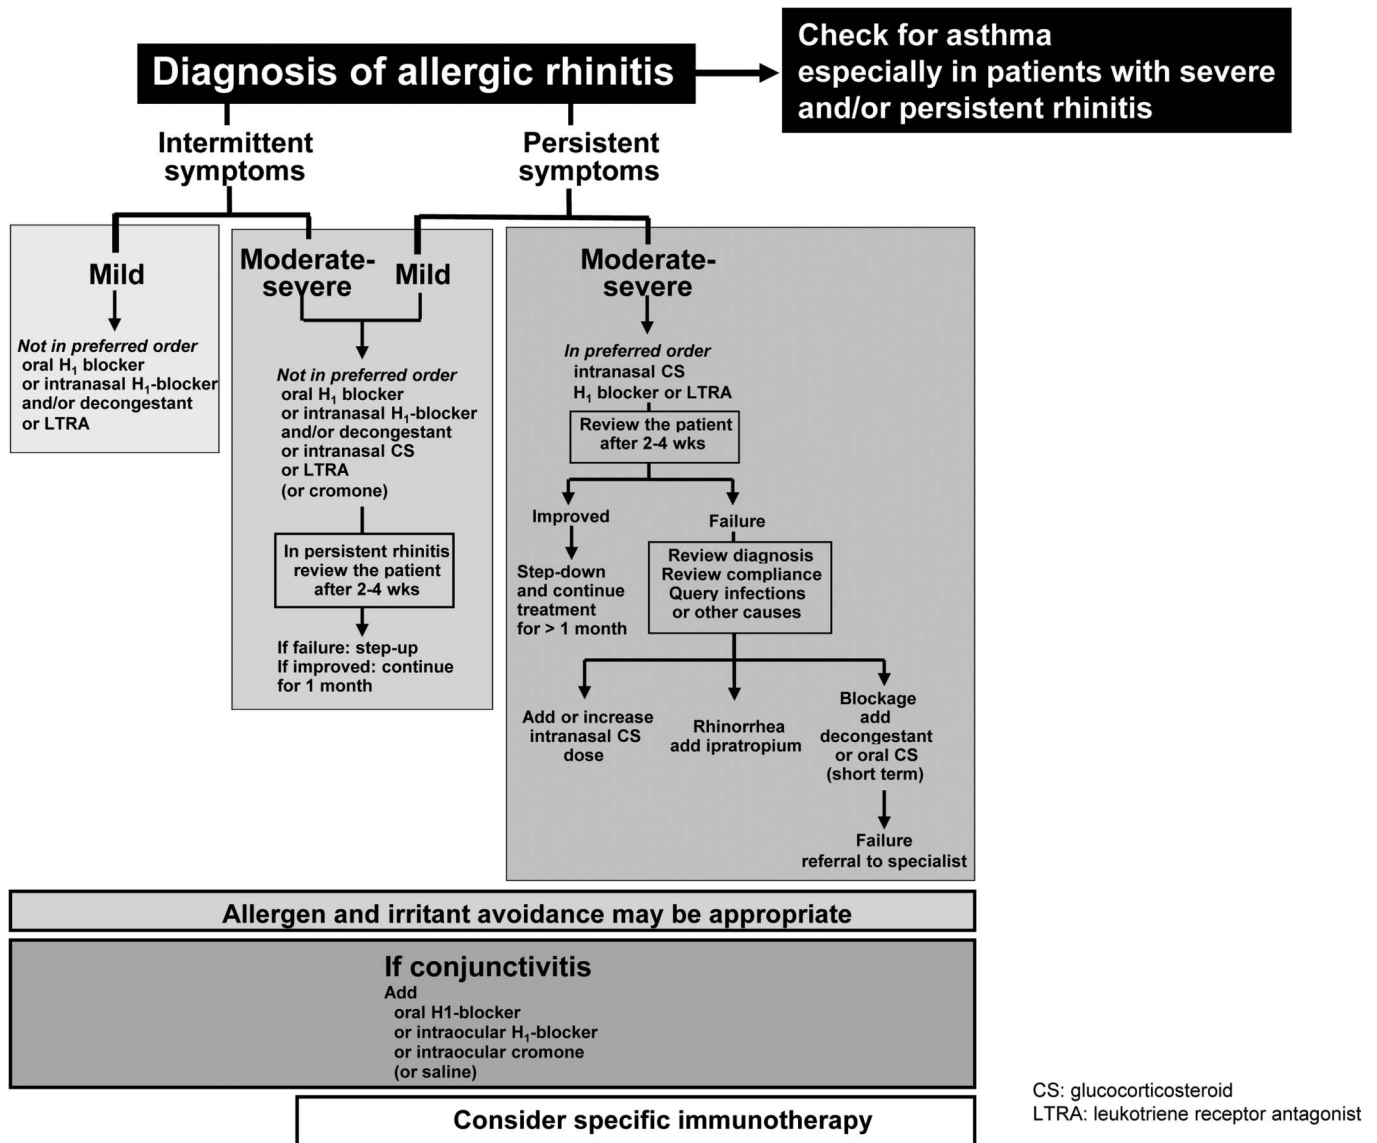 Diagnosis of allergic rhinitis
Check for asthma
especially in patients with severe
and/or persistent rhinitis
Intermittent
symptoms
Persistent
symptoms
Mild
Not in preferred order
oral H₁ blocker
or intranasal H₁-blocker
and/or decongestant
or LTRA
Moderate-
severe
Mild
Not in preferred order
oral H₁ blocker
or intranasal H₁-blocker
and/or decongestant
or intranasal CS
or LTRA
(or cromone)
In persistent rhinitis
review the patient
after 2-4 wks
If failure: step-up
If improved: continue
for 1 month
Moderate-
severe
In preferred order
intranasal CS
H₁ blocker or LTRA
Review the patient
after 2-4 wks
Improved
Step-down
and continue
treatment
for > 1 month
Failure
Review diagnosis
Review compliance
Query infections
or other causes
Add or increase
intranasal CS
dose
Rhinorrhea
add ipratropium
Blockage
add
decongestant
or oral CS
(short term)
Failure
referral to specialist
Allergen and irritant avoidance may be appropriate
If conjunctivitis
Add
oral H1-blocker
or intraocular H₁-blocker
or intraocular cromone
(or saline)
Consider specific immunotherapy
CS: glucocorticosteroid
LTRA: leukotriene receptor antagonist